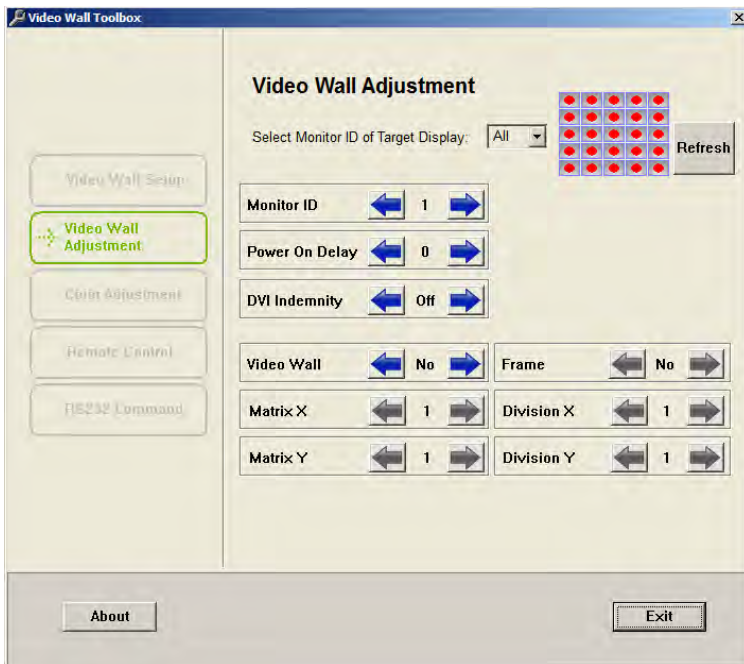 Video Wall Toolbox
Video Wall Adjustment
Select Monitor ID of Target Display: All
Refresh
Video Wall Setup
Video Wall
Adjustment
Color Adjustment
Remote Control
RS232 Command
Monitor ID 1
Power On Delay 0
DVI Indemnity Off
Video Wall No Frame No
Matrix X 1 Division X 1
Matrix Y 1 Division Y 1
About Exit